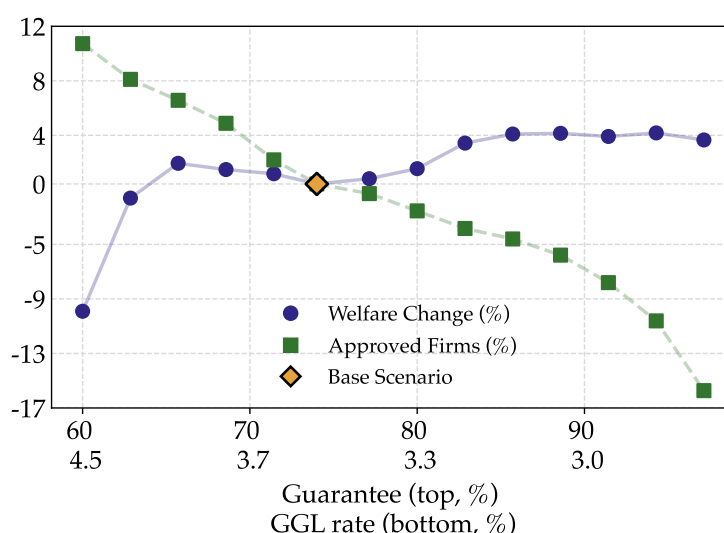 12
8
4
0
-5
-9
-13
-17
Welfare Change (%)
Approved Firms (%)
Base Scenario
60 70 80 90
4.5 3.7 3.3 3.0
Guarantee (top, %)
GGL rate (bottom, %)